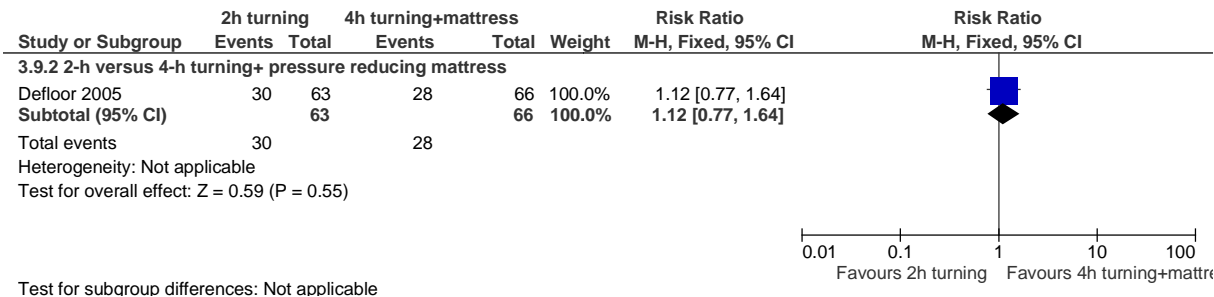 2h turning 4h turning+mattress Risk Ratio Risk Ratio
Study or Subgroup Events Total Events Total Weight M-H, Fixed, 95% CI M-H, Fixed, 95% CI
3.9.2 2-h versus 4-h turning+ pressure reducing mattress
Defloor 2005 30 63 28 66 100.0% 1.12 [0.77, 1.64]
Subtotal (95% CI) 63 66 100.0% 1.12 [0.77, 1.64]
Total events 30 28
Heterogeneity: Not applicable
Test for overall effect: Z = 0.59 (P = 0.55)
0.01 0.1 1 10 100
Favours 2h turning Favours 4h turning+mattre
Test for subgroup differences: Not applicable